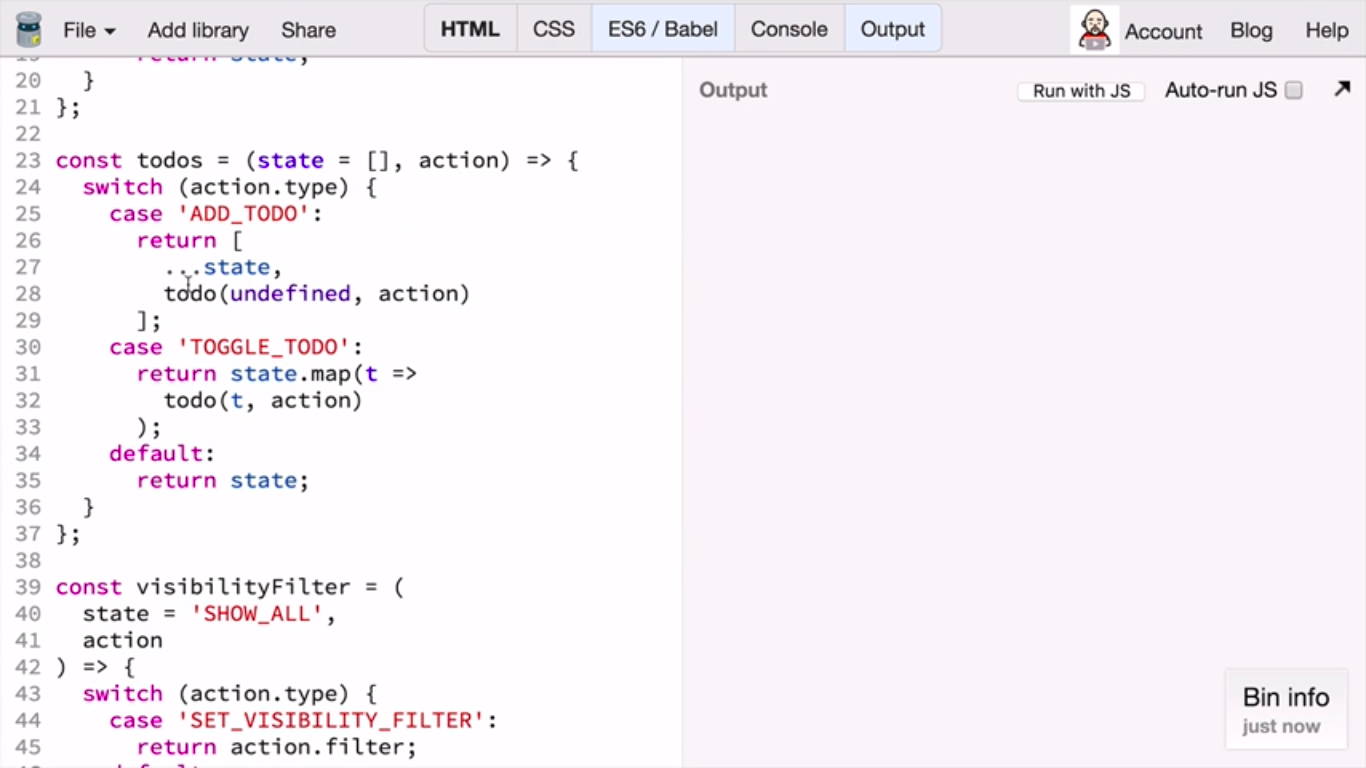 File Add library Share HTML CSS ES6 / Babel Console Output Account Blog Help
19 return state;
20 }
21 };
22
23 const todos = (state = [], action) => {
24 switch (action.type) {
25 case 'ADD_TODO':
26 return [
27 ...state,
28 todo(undefined, action)
29 ];
30 case 'TOGGLE_TODO':
31 return state.map(t =>
32 todo(t, action)
33 );
34 default:
35 return state;
36 }
37 };
38
39 const visibilityFilter = (
40 state = 'SHOW_ALL',
41 action
42 ) => {
43 switch (action.type) {
44 case 'SET_VISIBILITY_FILTER':
45 return action.filter;
Output Run with JS Auto-run JS
Bin info
just now